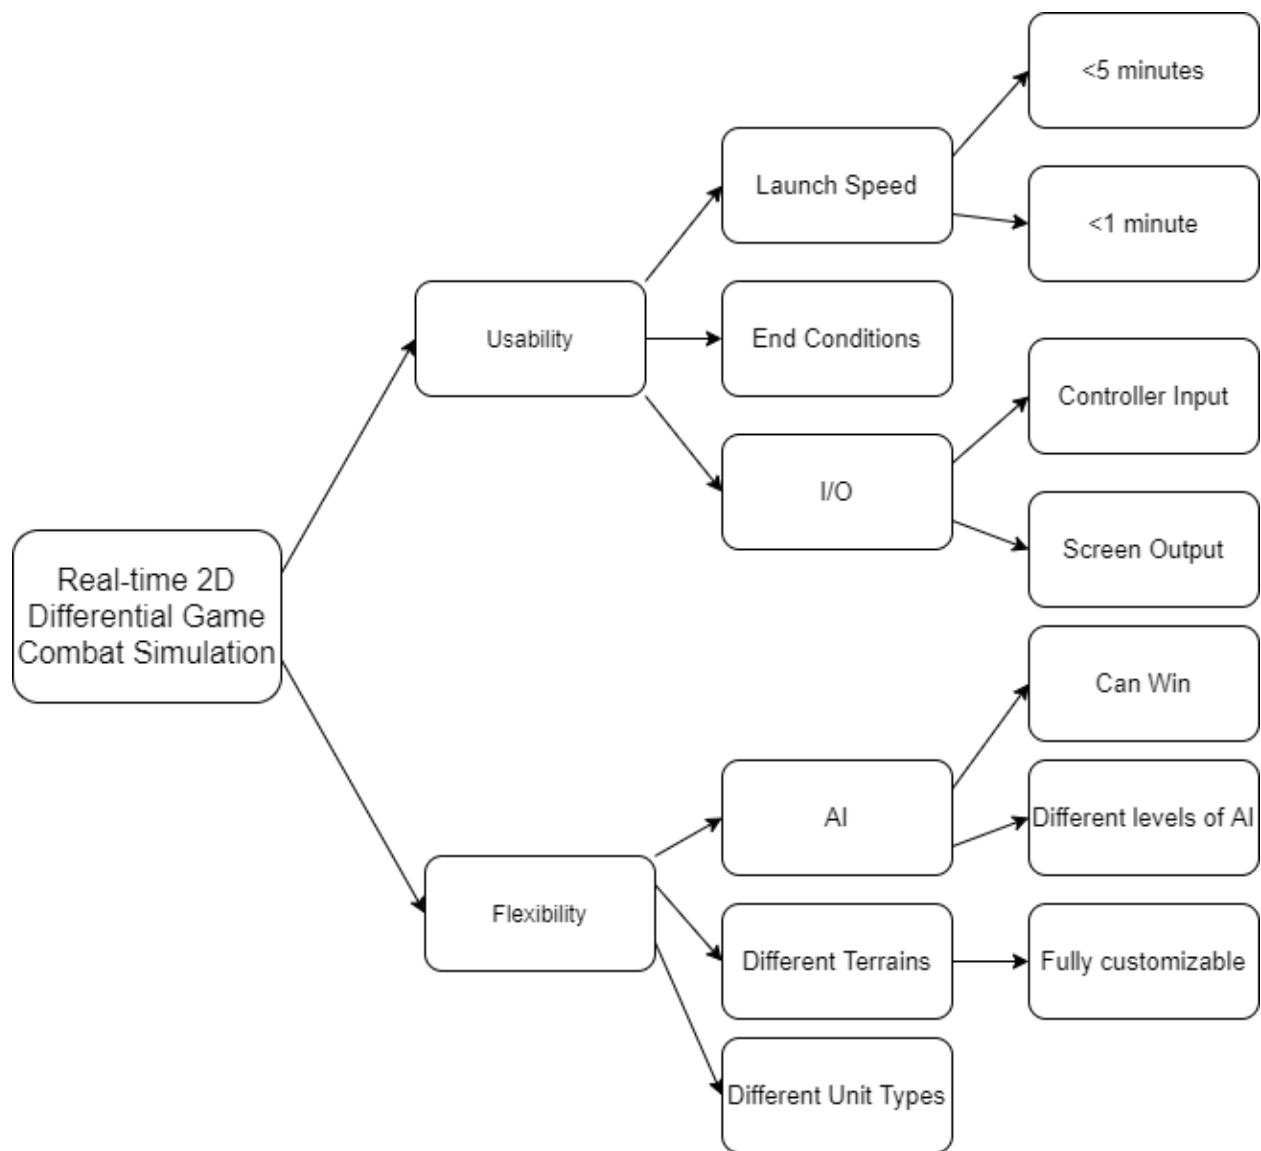 Real-time 2D
Differential Game
Combat Simulation
Usability
Launch Speed
<5 minutes
<1 minute
End Conditions
I/O
Controller Input
Screen Output
Flexibility
AI
Can Win
Different levels of AI
Different Terrains
Fully customizable
Different Unit Types